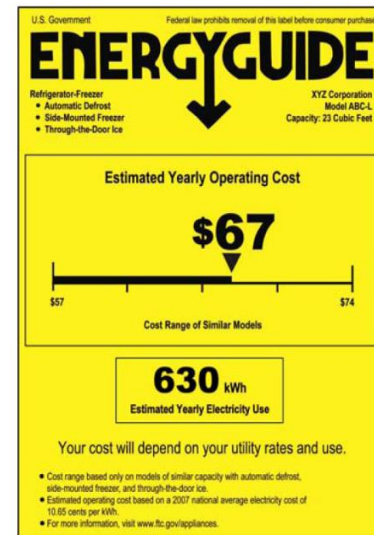 U.S. Government Federal law prohibits removal of this label before consumer purchase
ENERGYGUIDE
Refrigerator-Freezer
• Automatic Defrost
• Side-Mounted Freezer
• Through-the-Door Ice
XYZ Corporation
Model ABC-L
Capacity: 23 Cubic Feet
Estimated Yearly Operating Cost
$67
$57 $74
Cost Range of Similar Models
630 kWh
Estimated Yearly Electricity Use
Your cost will depend on your utility rates and use.
• Cost range based only on models of similar capacity with automatic defrost,
side-mounted freezer, and through-the-door ice.
• Estimated operating cost based on a 2007 national average electricity cost of
10.65 cents per kWh.
• For more information, visit www.ftc.gov/appliances.